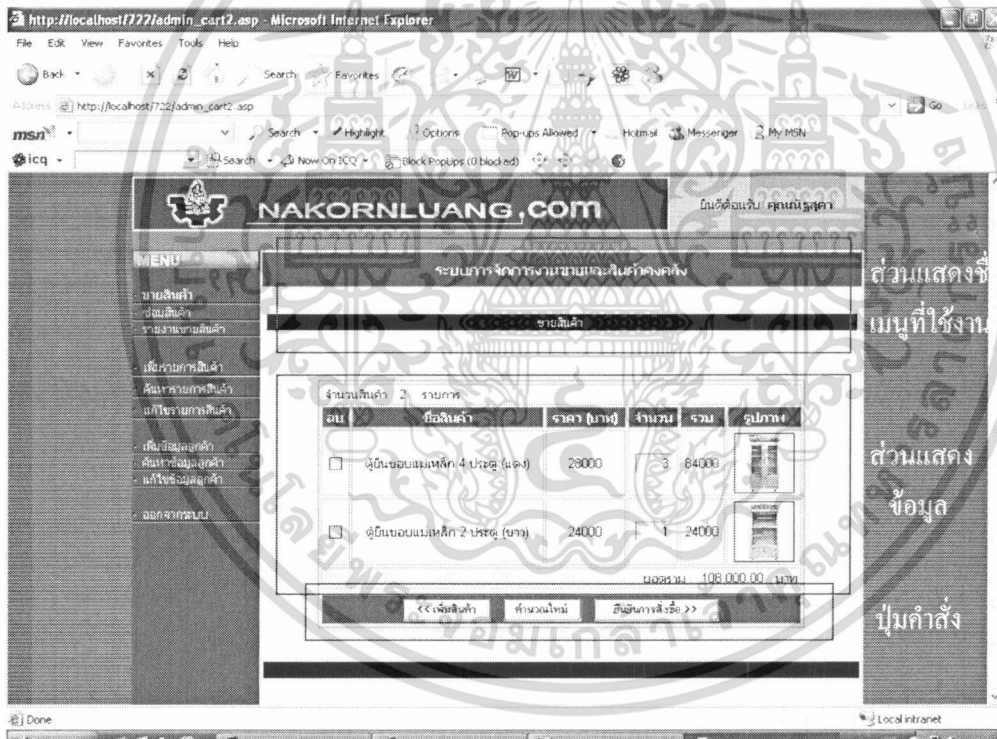 http://localhost/722/admin_cart2.asp - Microsoft Internet Explorer
File Edit View Favorites Tools Help
Back Search Favorites
Address http://localhost/722/admin_cart2.asp Go Links
msn Search Highlight Options Pop-ups Allowed Hotmail Messenger My MSN
icq Search Now On ICQ Block PopUps (0 blocked)
NAKORNLUANG.com
ยินดีต้อนรับ คุณณัฐสุดา
MENU
ขายสินค้า
ซ่อมสินค้า
รายงานขายสินค้า
เพิ่มรายการสินค้า
ค้นหารายการสินค้า
แก้ไขรายการสินค้า
เพิ่มข้อมูลลูกค้า
ค้นหาข้อมูลลูกค้า
แก้ไขข้อมูลลูกค้า
ออกจากระบบ
ระบบการจัดการงานขายและสินค้าคงคลัง
ขายสินค้า
ส่วนแสดงชื่อ
เมนูที่ใช้งาน
จำนวนสินค้า 2 รายการ
ลบ ชื่อสินค้า ราคา (บาท) จำนวน รวม รูปภาพ
ตู้ยืนขอบแม่เหล็ก 4 ประตู (แดง) 28000 3 84000
ตู้ยืนขอบแม่เหล็ก 2 ประตู (ขาว) 24000 1 24000
ยอดรวม 108,000.00 บาท
ส่วนแสดง
ข้อมูล
<< เพิ่มสินค้า คำนวณใหม่ ยืนยันการสั่งซื้อ >>
ปุ่มคำสั่ง
Done Local intranet